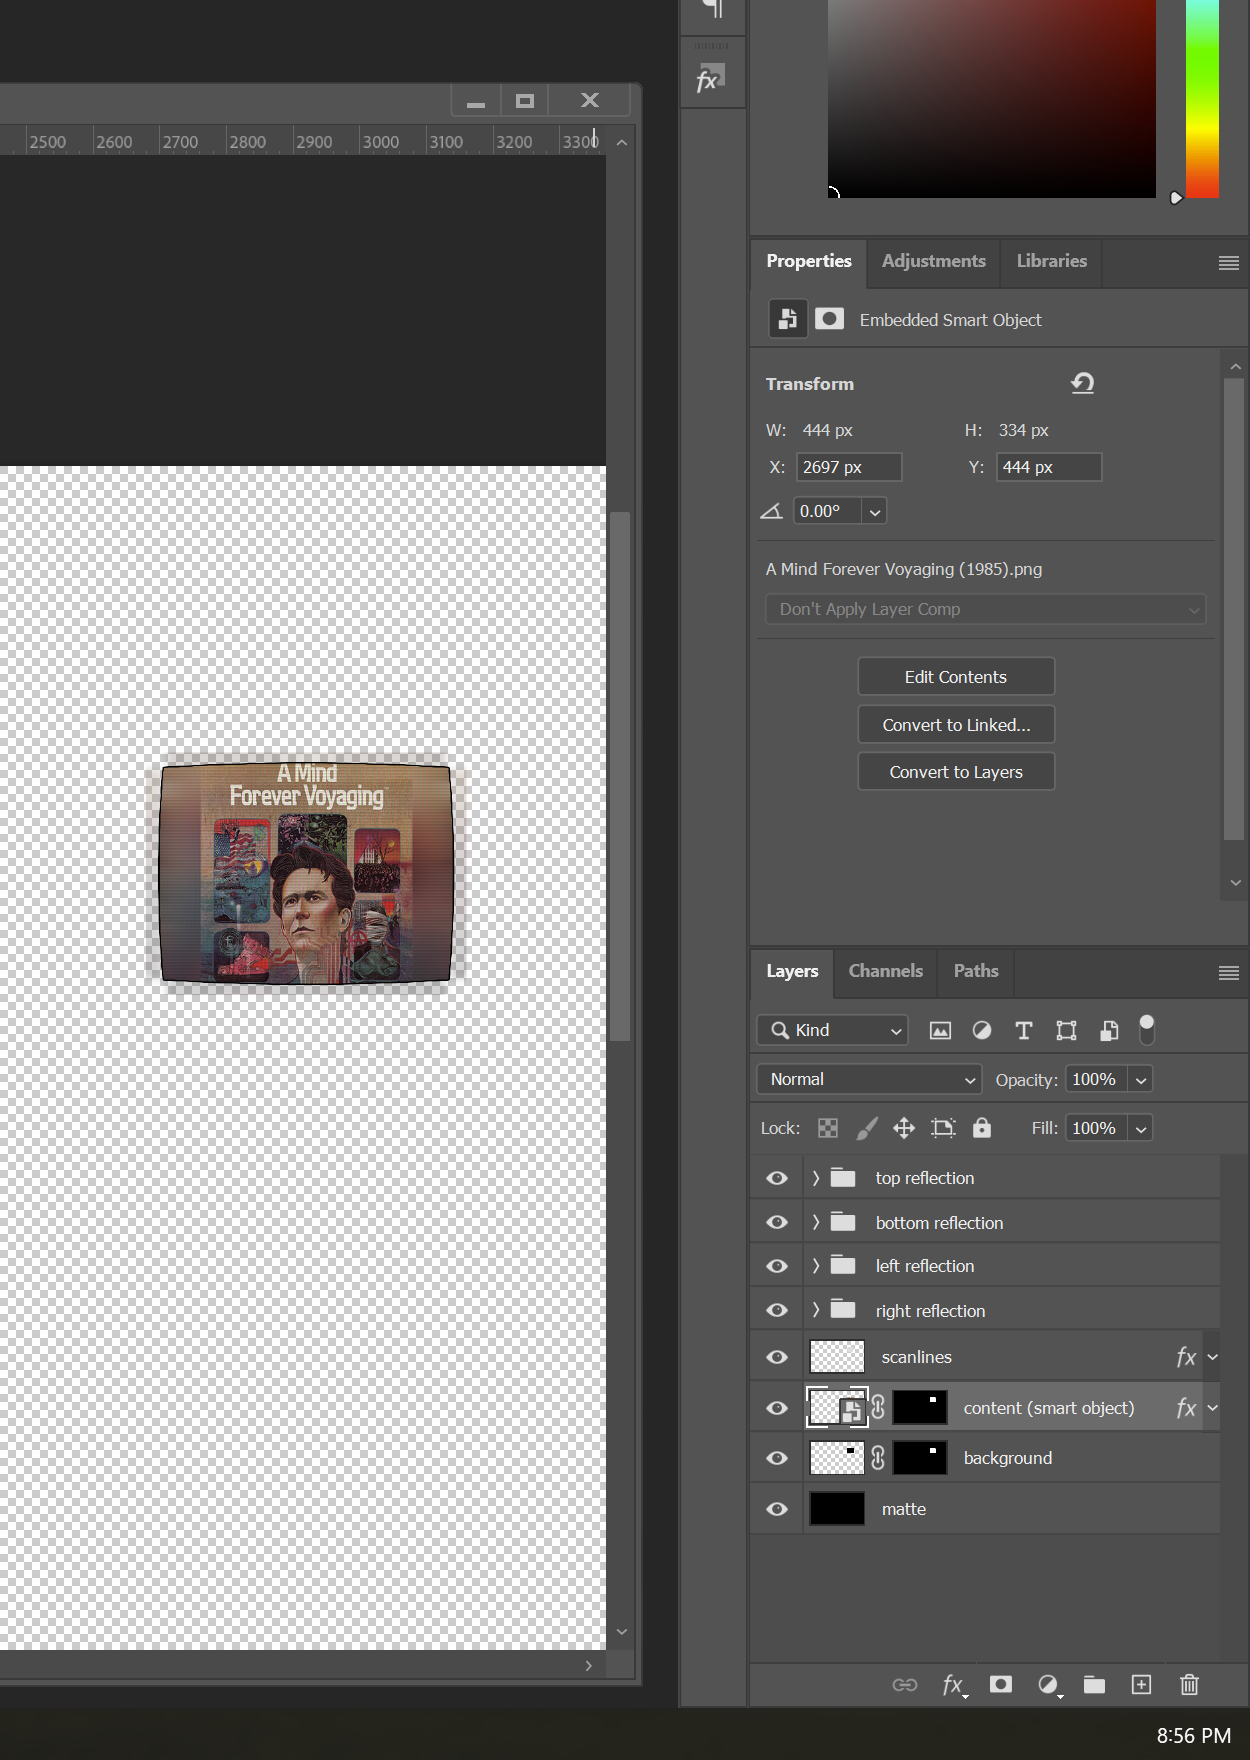 2500 2600 2700 2800 2900 3000 3100 3200 3300
A Mind
Forever Voyaging
Properties Adjustments Libraries
Embedded Smart Object
Transform
W: 444 px H: 334 px
X: 2697 px Y: 444 px
0.00°
A Mind Forever Voyaging (1985).png
Don't Apply Layer Comp
Edit Contents
Convert to Linked...
Convert to Layers
Layers Channels Paths
Kind
Normal Opacity: 100%
Lock: Fill: 100%
top reflection
bottom reflection
left reflection
right reflection
scanlines fx
content (smart object) fx
background
matte
fx
8:56 PM